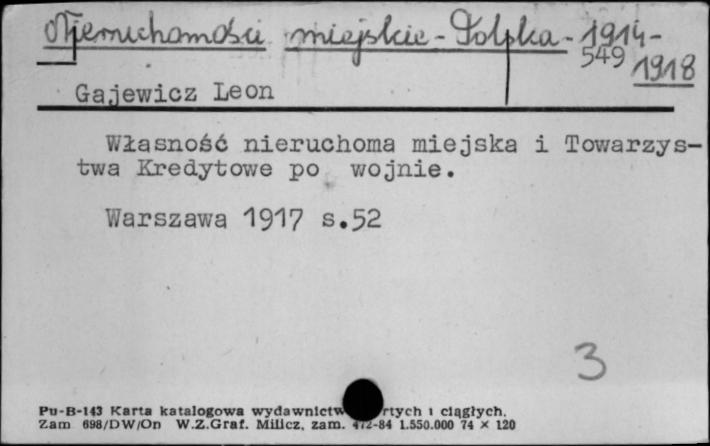 Nieruchomości miejskie - Polska - 1914-
549 1918
Gajewicz Leon
Własność nieruchoma miejska i Towarzys-
twa Kredytowe po wojnie.
Warszawa 1917 s.52
3
Pu-B-143 Karta katalogowa wydawnictw rtych i ciągłych.
Zam 698/DW/On W.Z.Graf. Milicz, zam. 472-84 1.550.000 74 × 120